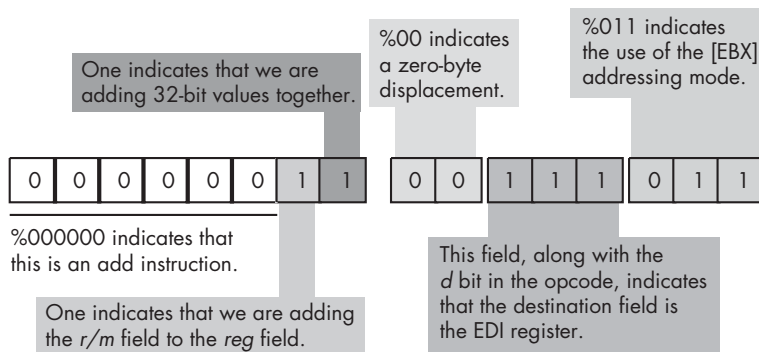 One indicates that we are
adding 32-bit values together.
%00 indicates
a zero-byte
displacement.
%011 indicates
the use of the [EBX]
addressing mode.
0 0 0 0 0 0 1 1 0 0 1 1 1 0 1 1
%000000 indicates that
this is an add instruction.
One indicates that we are adding
the r/m field to the reg field.
This field, along with the
d bit in the opcode, indicates
that the destination field is
the EDI register.